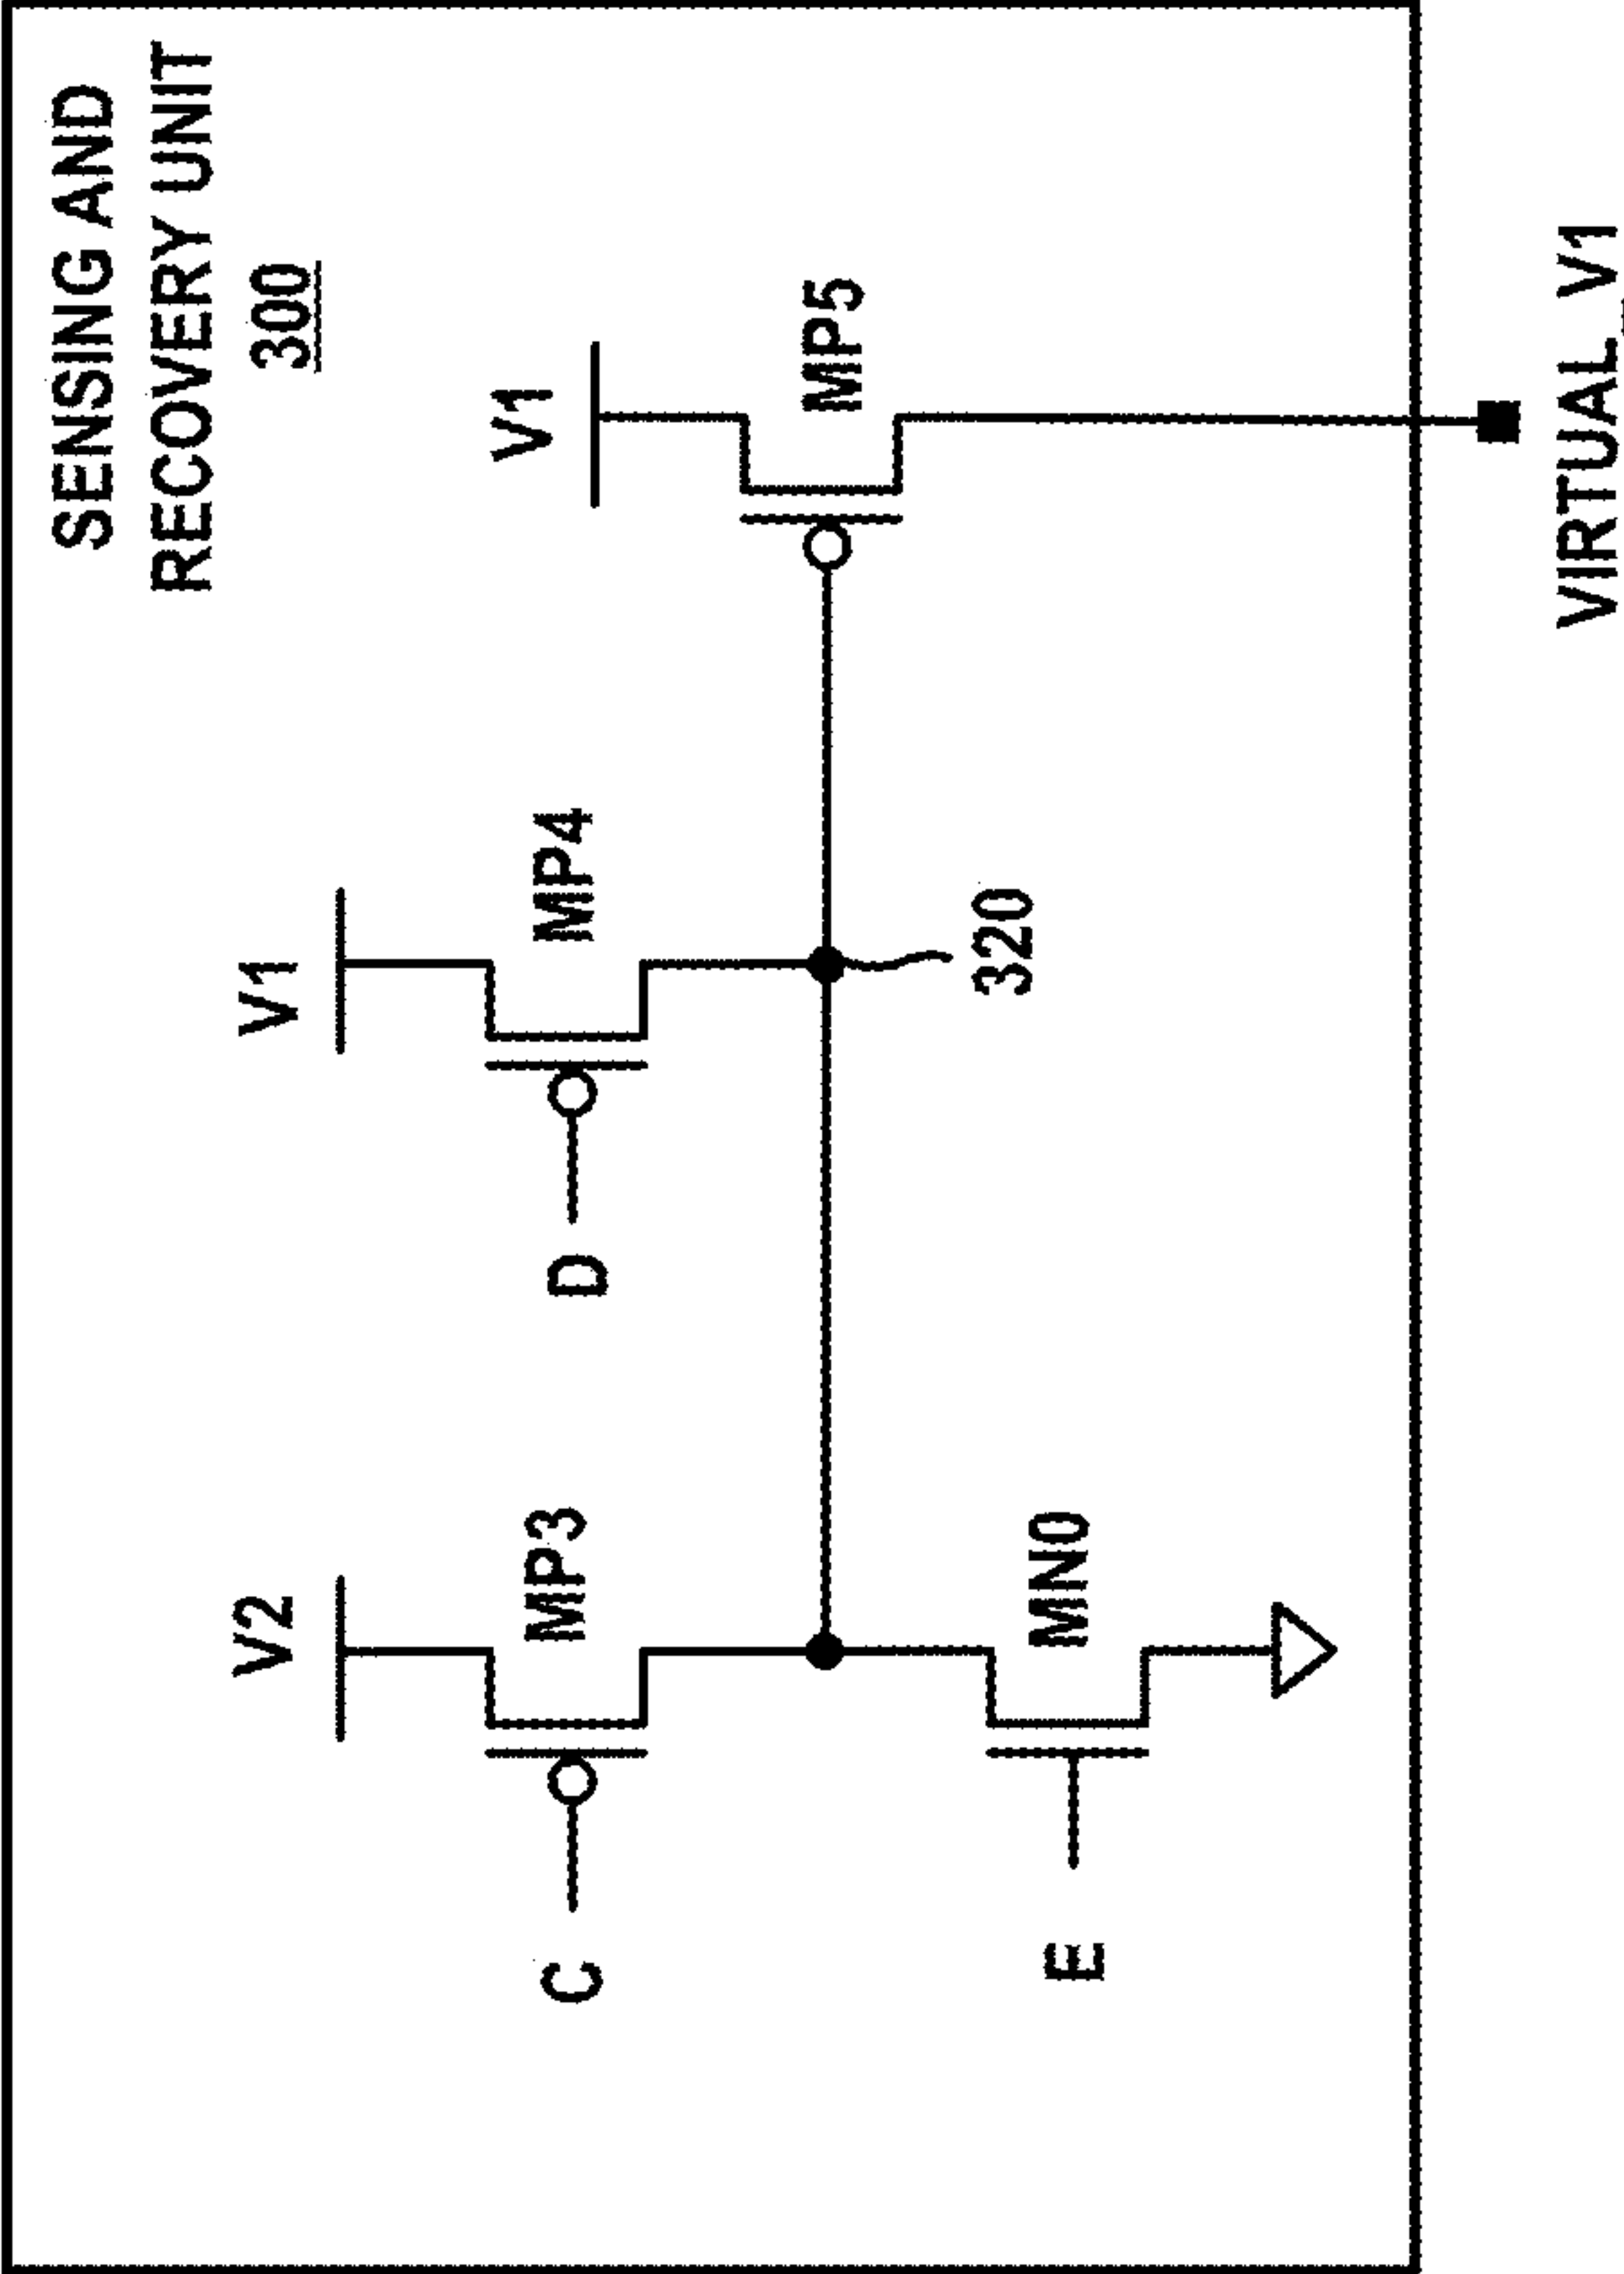 SENSING AND
RECOVERY UNIT
300
V2
V1
V1
C
MP3
D
MP4
MP5
E
MN0
320
VIRTUAL_V1